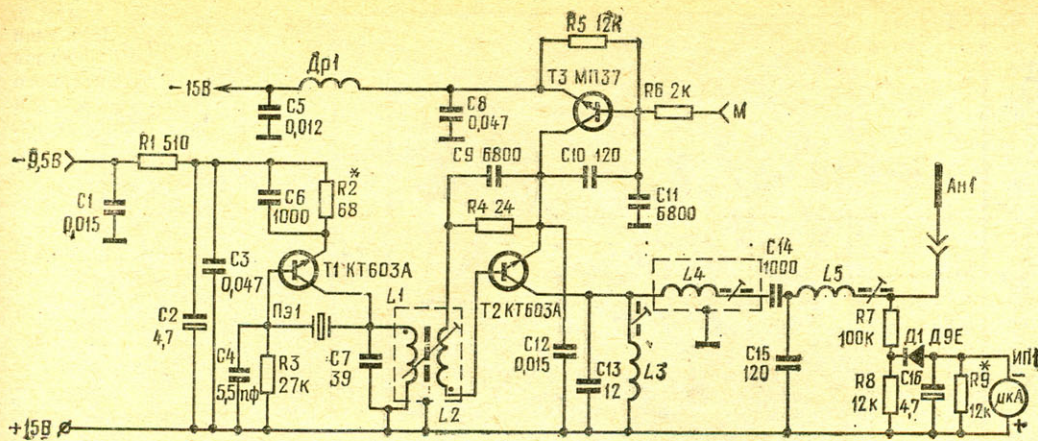 R5 12К
Др1
Т3 МП37
−15В
С5
0,012
С8
0,047
R6 2К
М
−9,5В
R1 510
С9 6800
С10 120
С1
0,015
С6
1000
R2*
68
С11
6800
Ан1
R4 24
С3
0,047
Т1 КТ603А
L4
С14
1000
L5
Пэ1
L1
Т2 КТ603А
R7
100К
С2
4,7
С4
5,5пф
R3
27К
С7
39
С12
0,015
С13
12
L3
С15
120
Д1 Д9Е
ИП1
R8
12К
С16
4,7
R9*
12К
мкА
−
+
L2
+15В